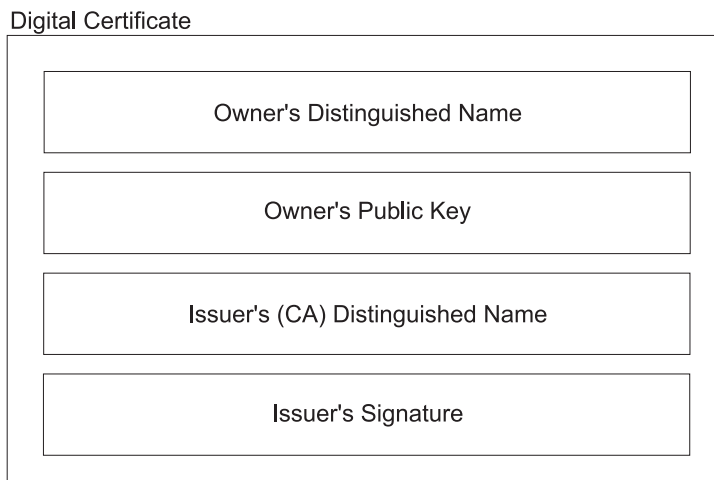 Digital Certificate
Owner's Distinguished Name
Owner's Public Key
Issuer's (CA) Distinguished Name
Issuer's Signature